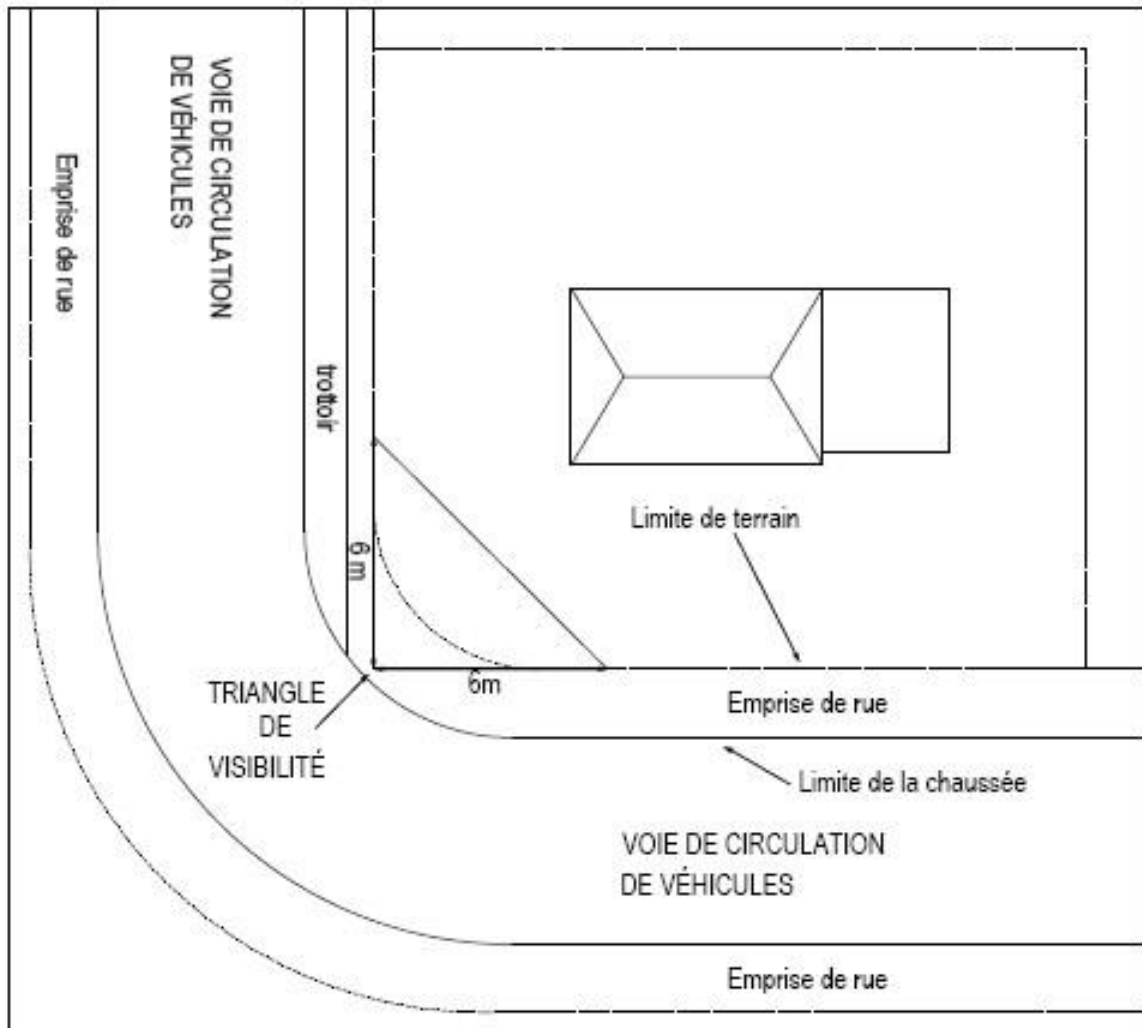 VOIE DE CIRCULATION
DE VÉHICULES
Emprise de rue
trottoir
Limite de terrain
6 m
6m
TRIANGLE
DE
VISIBILITÉ
Emprise de rue
Limite de la chaussée
VOIE DE CIRCULATION
DE VÉHICULES
Emprise de rue